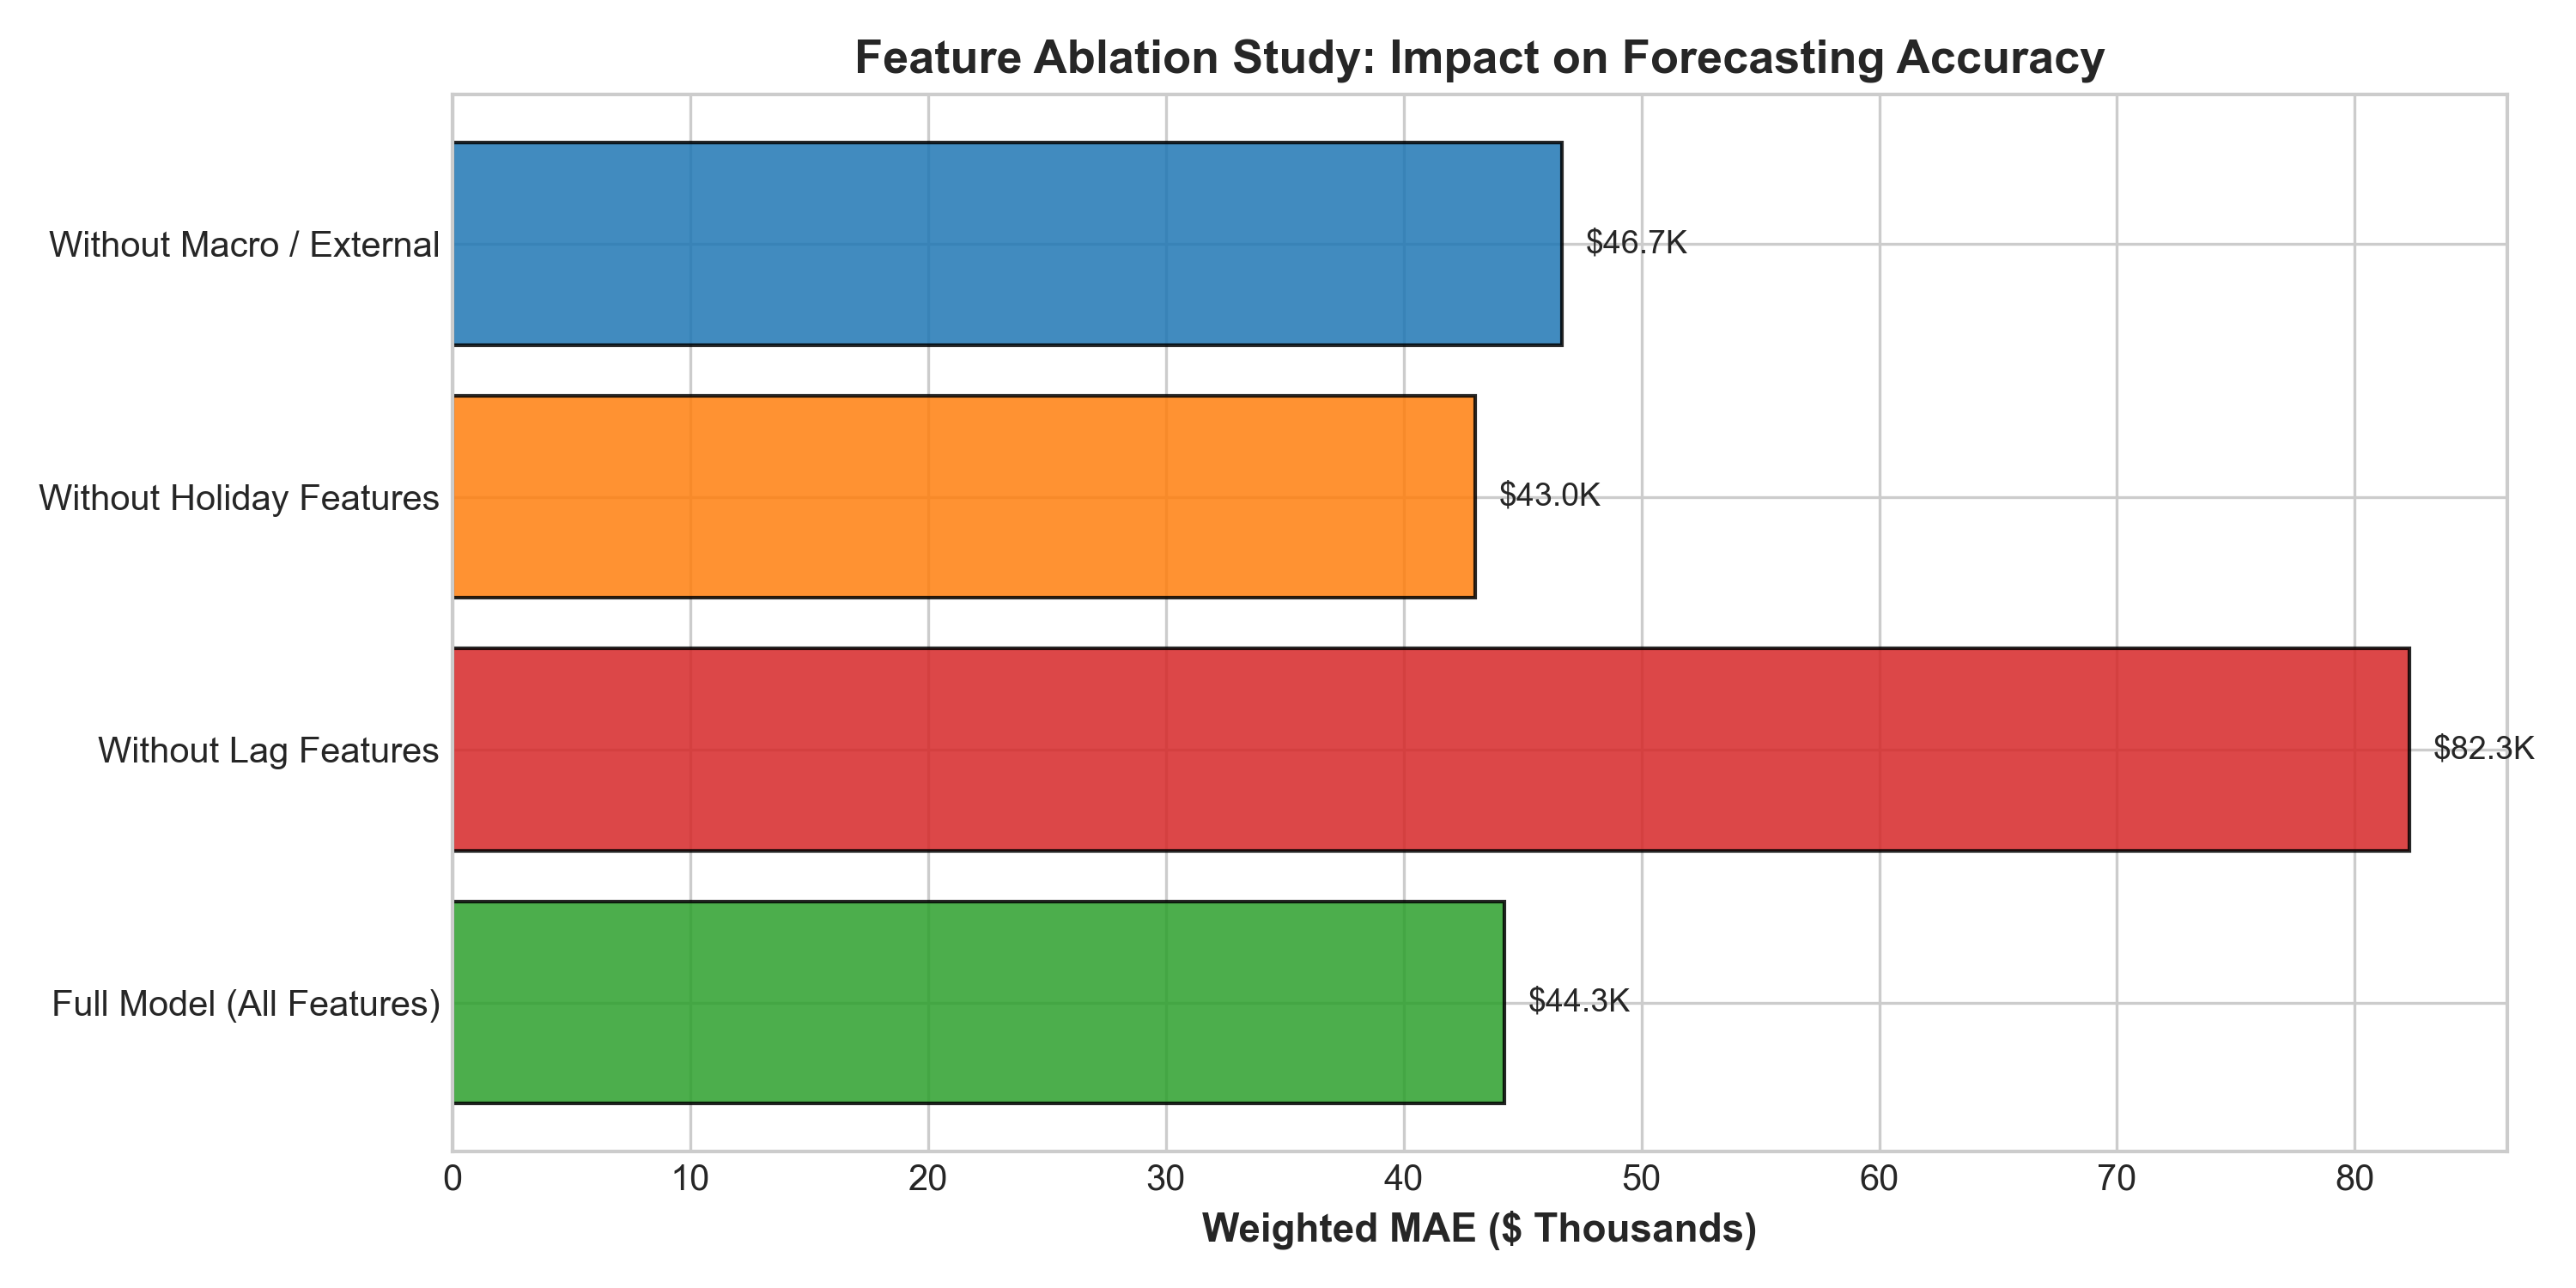 Feature Ablation Study: Impact on Forecasting Accuracy
Without Macro / External
$46.7K
Without Holiday Features
$43.0K
Without Lag Features
$82.3K
Full Model (All Features)
$44.3K
0 10 20 30 40 50 60 70 80
Weighted MAE ($ Thousands)